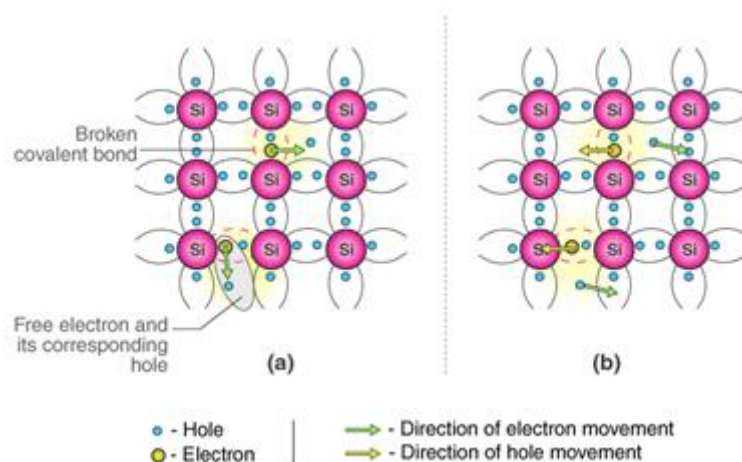 Si Si Si Si Si Si
Broken
covalent bond
Si Si Si Si Si Si
Si Si Si Si Si Si
Free electron and
its corresponding
hole
(a) (b)
- Hole - Direction of electron movement
- Electron - Direction of hole movement